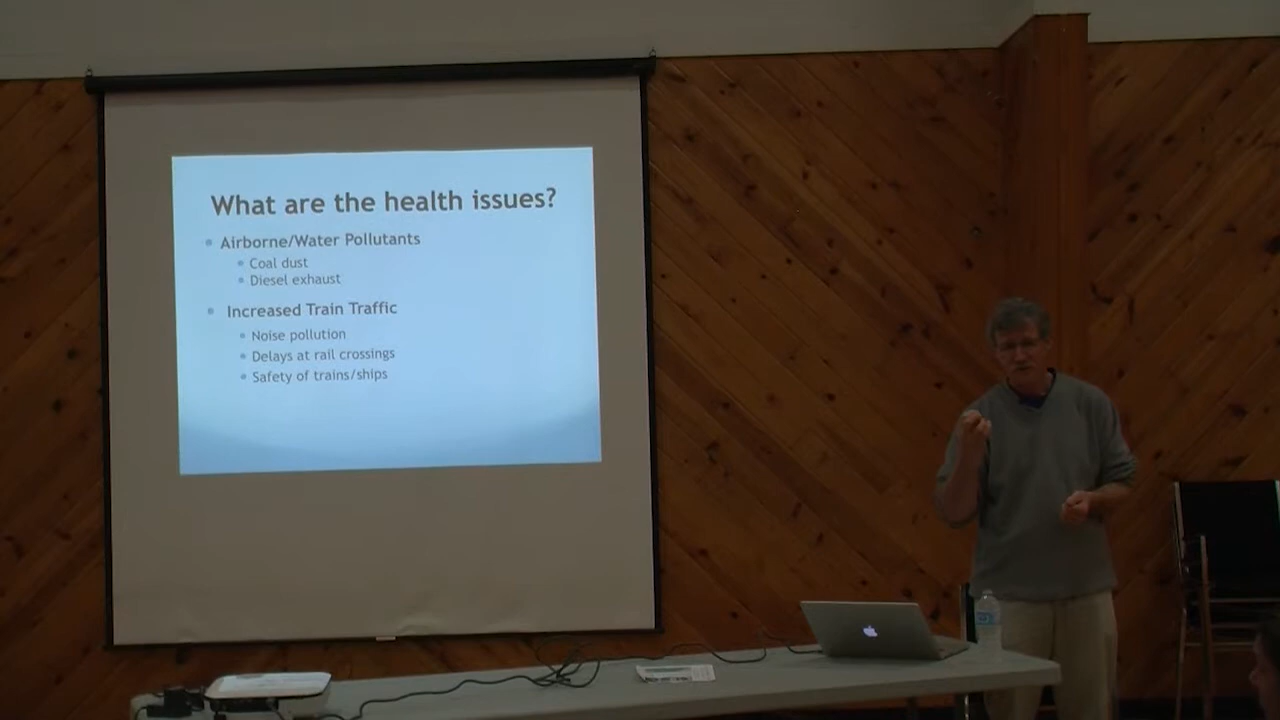 What are the health issues?
Airborne/Water Pollutants
Coal dust
Diesel exhaust
Increased Train Traffic
Noise pollution
Delays at rail crossings
Safety of trains/ships